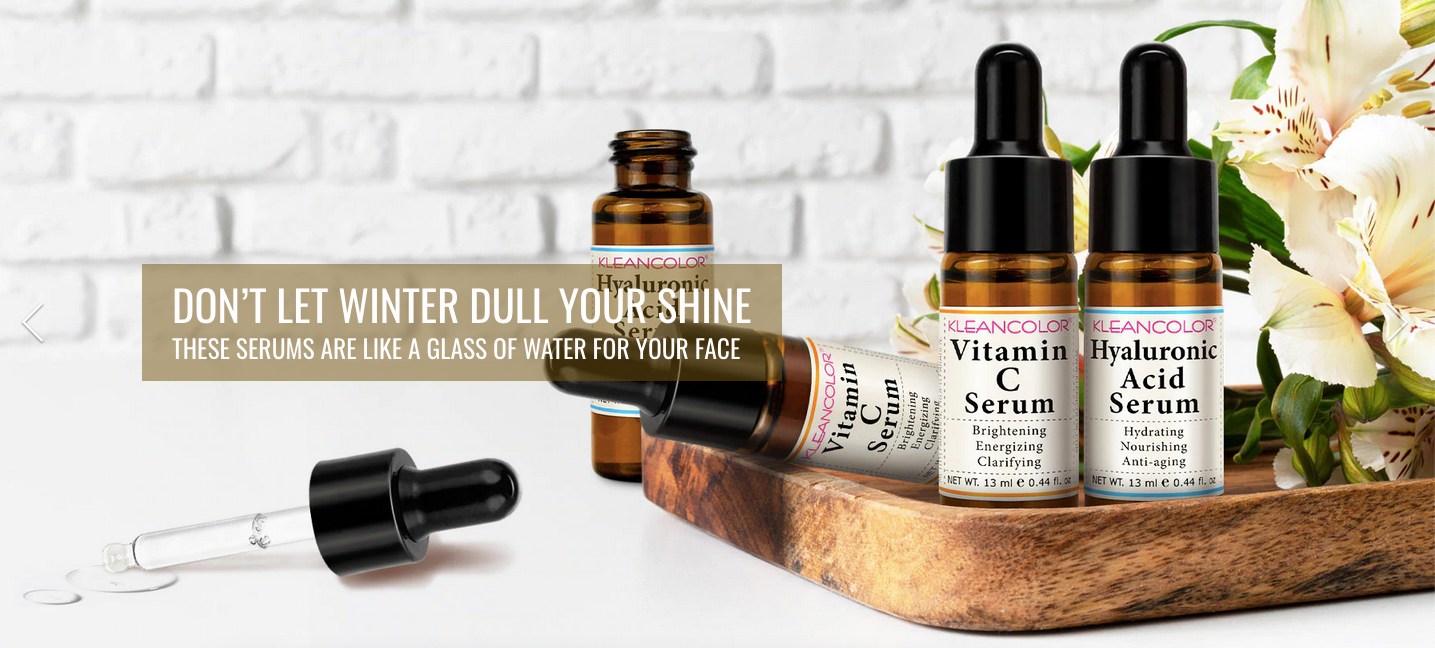 DON’T LET WINTER DULL YOUR SHINE
THESE SERUMS ARE LIKE A GLASS OF WATER FOR YOUR FACE
KLEANCOLOR
Hyaluronic
Acid
KLEANCOLOR
Vitamin
C
Serum
Brightening
Energizing
Clarifying
KLEANCOLOR
Vitamin
C
Serum
Brightening
Energizing
Clarifying
NET WT. 13 ml e 0.44 fl. oz
KLEANCOLOR
Hyaluronic
Acid
Serum
Hydrating
Nourishing
Anti-aging
NET WT. 13 ml e 0.44 fl. oz